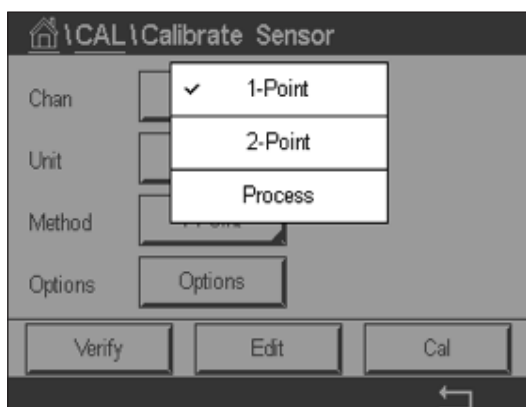 \CAL\Calibrate Sensor
Chan
1-Point
2-Point
Unit
Process
Method
Options Options
Verify Edit Cal